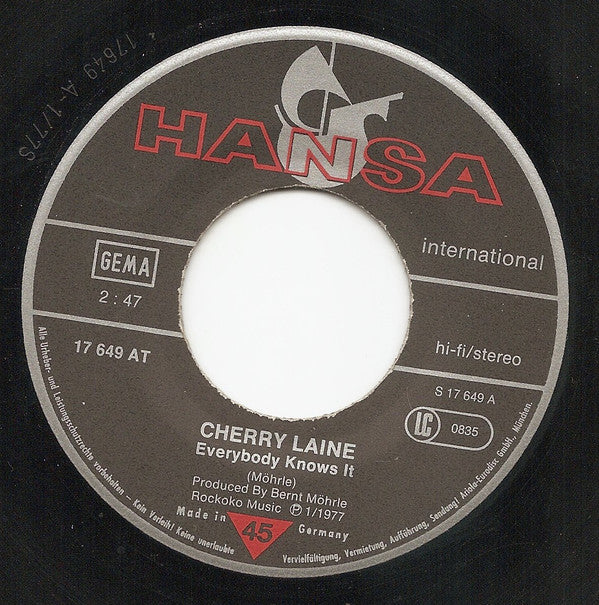 * 17649 A-1/77S
HANSA
international
GEMA
2 : 47
17 649 AT
hi-fi/stereo
S 17 649 A
LC 0835
CHERRY LAINE
Everybody Knows It
(Möhrle)
Produced By Bernt Möhrle
Rockoko Music Ⓟ 1/1977
Made in 45 Germany
Alle Urheber- und Leistungsschutzrechte vorbehalten – Kein Verleih! Keine unerlaubte Vervielfältigung, Vermietung, Aufführung, Sendung! Ariola-Eurodisc GmbH, München.